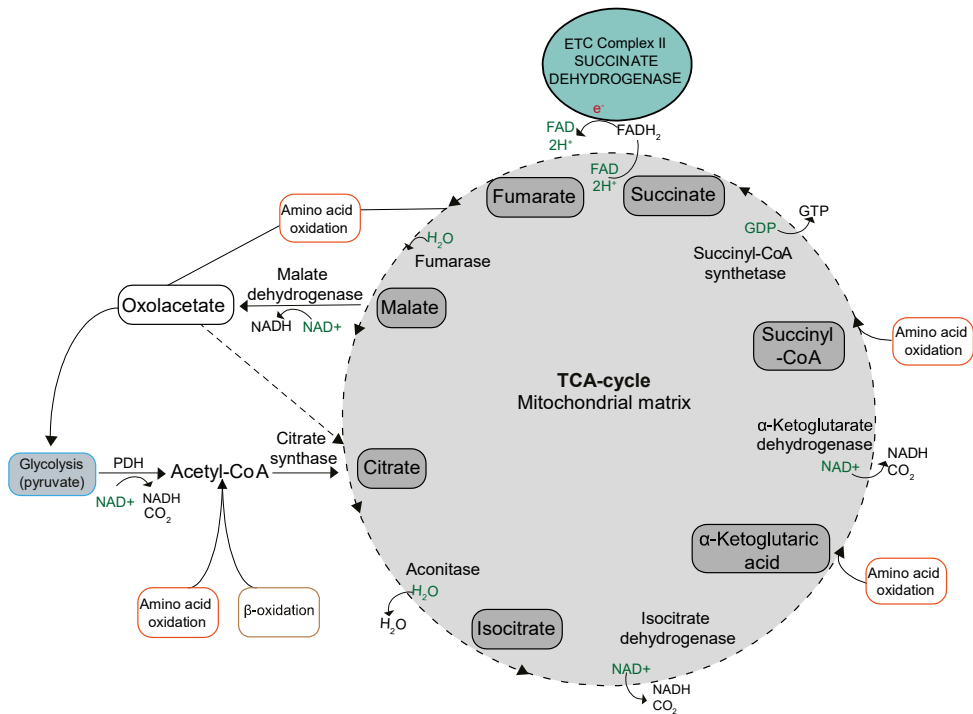 ETC Complex II
SUCCINATE
DEHYDROGENASE
e-
FAD
2H+
FADH2
FAD
2H+
Fumarate
Succinate
Amino acid
oxidation
GTP
GDP
Succinyl-CoA
synthetase
H2O
Fumarase
Malate
dehydrogenase
Oxolacetate
Malate
NADH
NAD+
Succinyl
-CoA
Amino acid
oxidation
TCA-cycle
Mitochondrial matrix
α-Ketoglutarate
dehydrogenase
NAD+
NADH
CO2
Citrate
synthase
Glycolysis
(pyruvate)
PDH
Acetyl-CoA
Citrate
NAD+
NADH
CO2
α-Ketoglutaric
acid
Amino acid
oxidation
Aconitase
H2O
H2O
Amino acid
oxidation
β-oxidation
Isocitrate
Isocitrate
dehydrogenase
NAD+
NADH
CO2